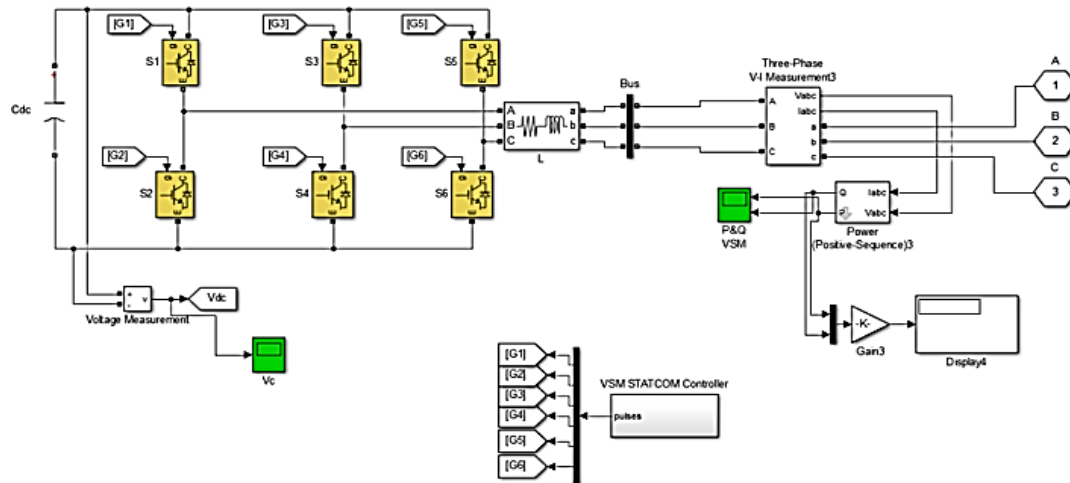 [G1]
[G3]
[G5]
S1
S3
S5
Cdc
[G2]
[G4]
[G6]
S2
S4
S6
A
B
C
a
b
c
L
Bus
Three-Phase
V-I Measurement3
A
B
C
Vabc
Iabc
a
b
c
A
1
B
2
C
3
Q
P
Iabc
Vabc
Power
(Positive-Sequence)3
P&Q
VSM
-K-
Gain3
Display4
+
-
v
Voltage Measurement
Vdc
Vc
[G1]
[G2]
[G3]
[G4]
[G5]
[G6]
VSM STATCOM Controller
pulses